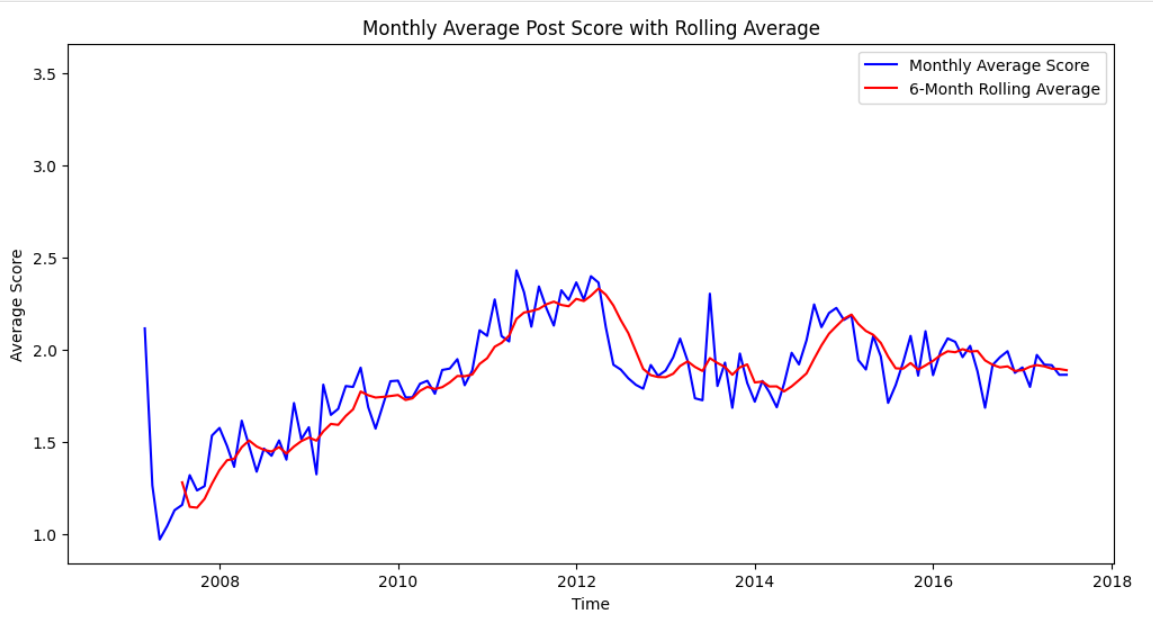 Monthly Average Post Score with Rolling Average
Monthly Average Score
6-Month Rolling Average
3.5
3.0
2.5
2.0
1.5
1.0
Average Score
2008 2010 2012 2014 2016 2018
Time